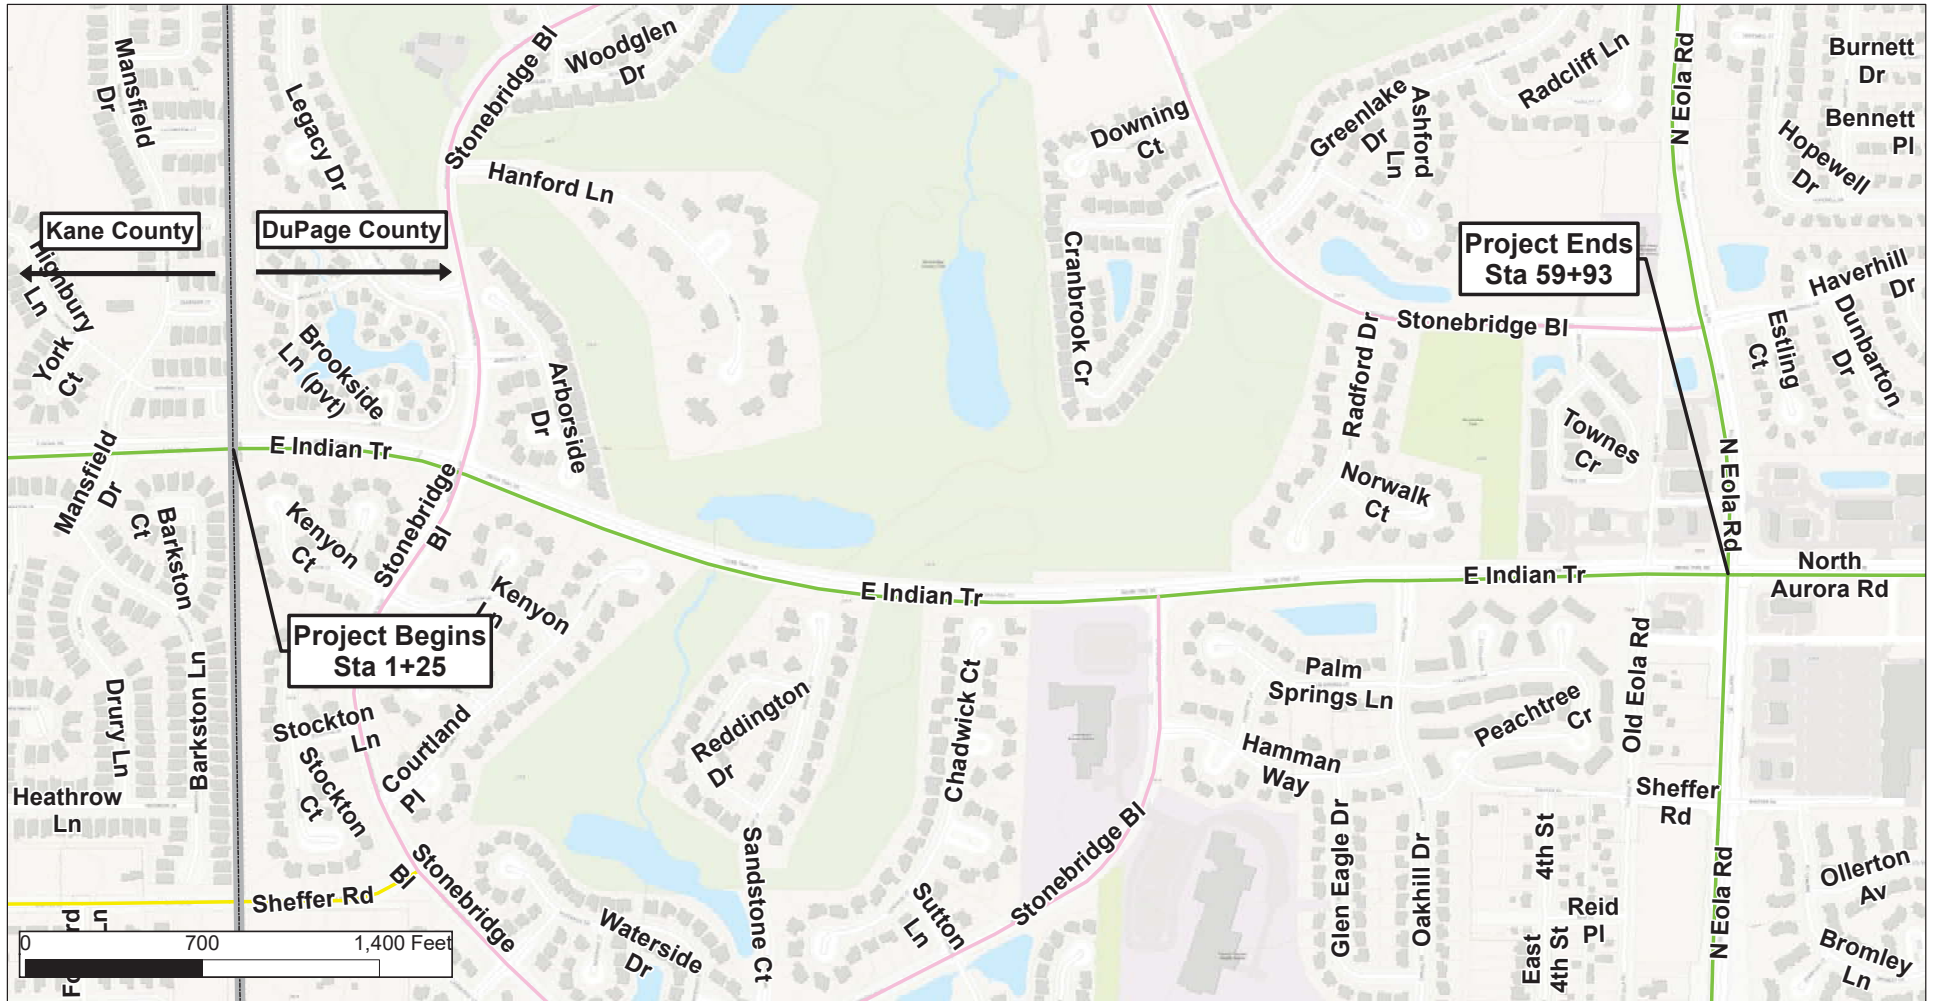 Mansfield
Dr
Legacy Dr
Stonebridge Bl
Woodglen
Dr
Hanford Ln
Downing
Ct
Greenlake
Dr
Ashford
Ln
Radcliff Ln
N Eola Rd
Burnett
Dr
Bennett
Pl
Hopewell
Dr
Kane County
DuPage County
Project Ends
Sta 59+93
Highbury
Ln
York
Ct
Brookside
Ln (pvt)
Arborside
Dr
Cranbrook Cr
Radford Dr
Stonebridge Bl
Haverhill
Dr
Dunbarton
Dr
Estling
Ct
Townes
Cr
Norwalk
Ct
N Eola Rd
E Indian Tr
Mansfield
Dr
Barkston
Ct
Kenyon
Ct
Stonebridge
Bl
Kenyon
Ln
E Indian Tr
E Indian Tr
North
Aurora Rd
Project Begins
Sta 1+25
Drury Ln
Barkston Ln
Stockton
Ln
Stockton
Ct
Courtland
Pl
Reddington
Dr
Chadwick Ct
Palm
Springs Ln
Peachtree
Cr
Old Eola Rd
Hamman
Way
Sheffer
Rd
Heathrow
Ln
Sheffer Rd
Stonebridge
Bl
Waterside
Dr
Sandstone Ct
Sutton
Ln
Stonebridge Bl
Glen Eagle Dr
Oakhill Dr
4th St
East
4th St
Reid
Pl
N Eola Rd
Ollerton
Av
Bromley
Ln
Ln
0 700 1,400 Feet